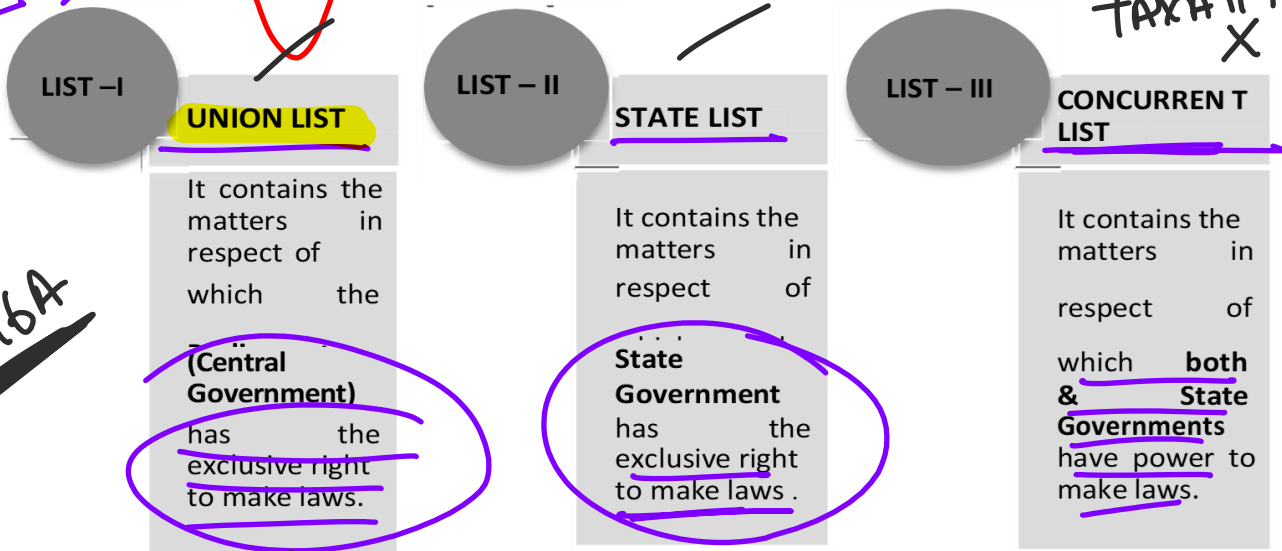 LIST –I
UNION LIST
It contains the
matters in
respect of
which the
(Central
Government)
has the
exclusive right
to make laws.
LIST – II
STATE LIST
It contains the
matters in
respect of
State
Government
has the
exclusive right
to make laws .
LIST – III
CONCURREN T
LIST
It contains the
matters in
respect of
which both
& State
Governments
have power to
make laws.
X